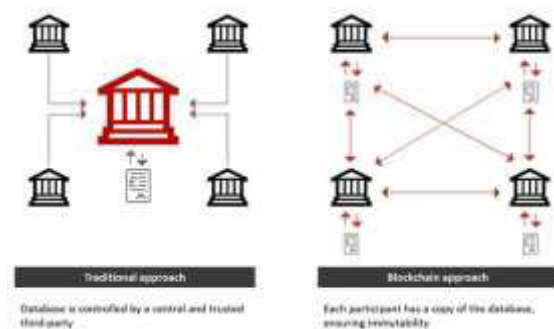 Traditional approach
Database is controlled by a central and trusted
third-party
Blockchain approach
Each participant has a copy of the database,
ensuring immutability